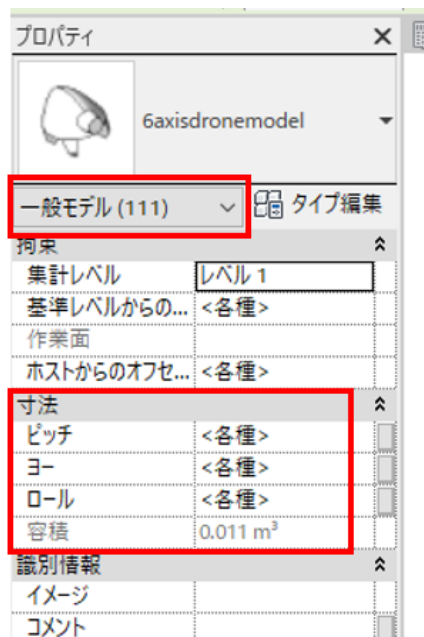 プロパティ
6axisdronemodel
一般モデル (111)
タイプ編集
拘束
集計レベル レベル 1
基準レベルからの... <各種>
作業面
ホストからのオフセ... <各種>
寸法
ピッチ <各種>
ヨー <各種>
ロール <各種>
容積 0.011 m³
識別情報
イメージ
コメント